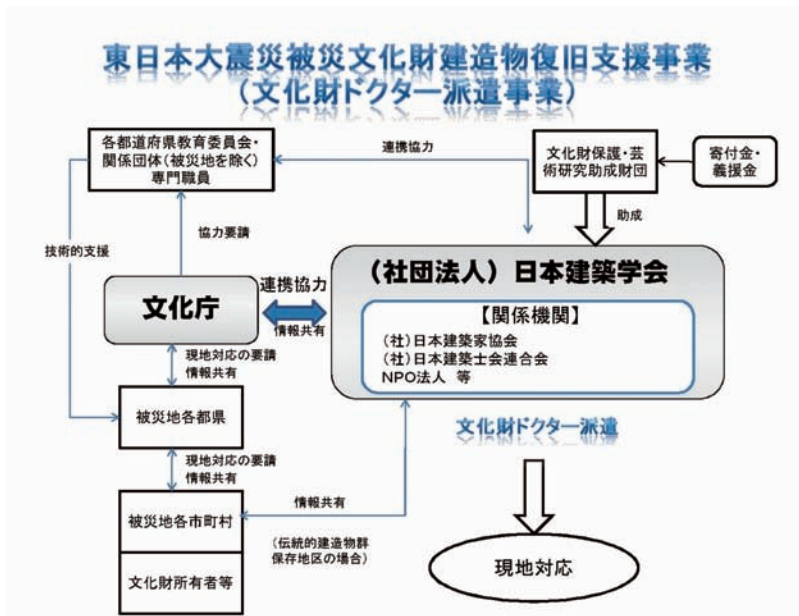 東日本大震災被災文化財建造物復旧支援事業
（文化財ドクター派遣事業）
各都道府県教育委員会・
関係団体（被災地を除く）
専門職員
連携協力
文化財保護・芸
術研究助成財団
寄付金・
義援金
助成
協力要請
技術的支援
文化庁
連携協力
情報共有
（社団法人）日本建築学会
【関係機関】
（社）日本建築家協会
（社）日本建築士会連合会
NPO法人 等
現地対応の要請
情報共有
被災地各都県
文化財ドクター派遣
現地対応の要請
情報共有
被災地各市町村
情報共有
（伝統的建造物群
保存地区の場合）
文化財所有者等
現地対応